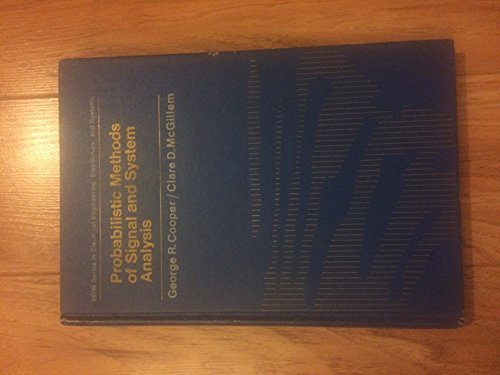 HRW Series in Electrical Engineering, Electronics, and Systems
Probabilistic Methods
of Signal and System
Analysis
George R. Cooper / Clare D. McGillem